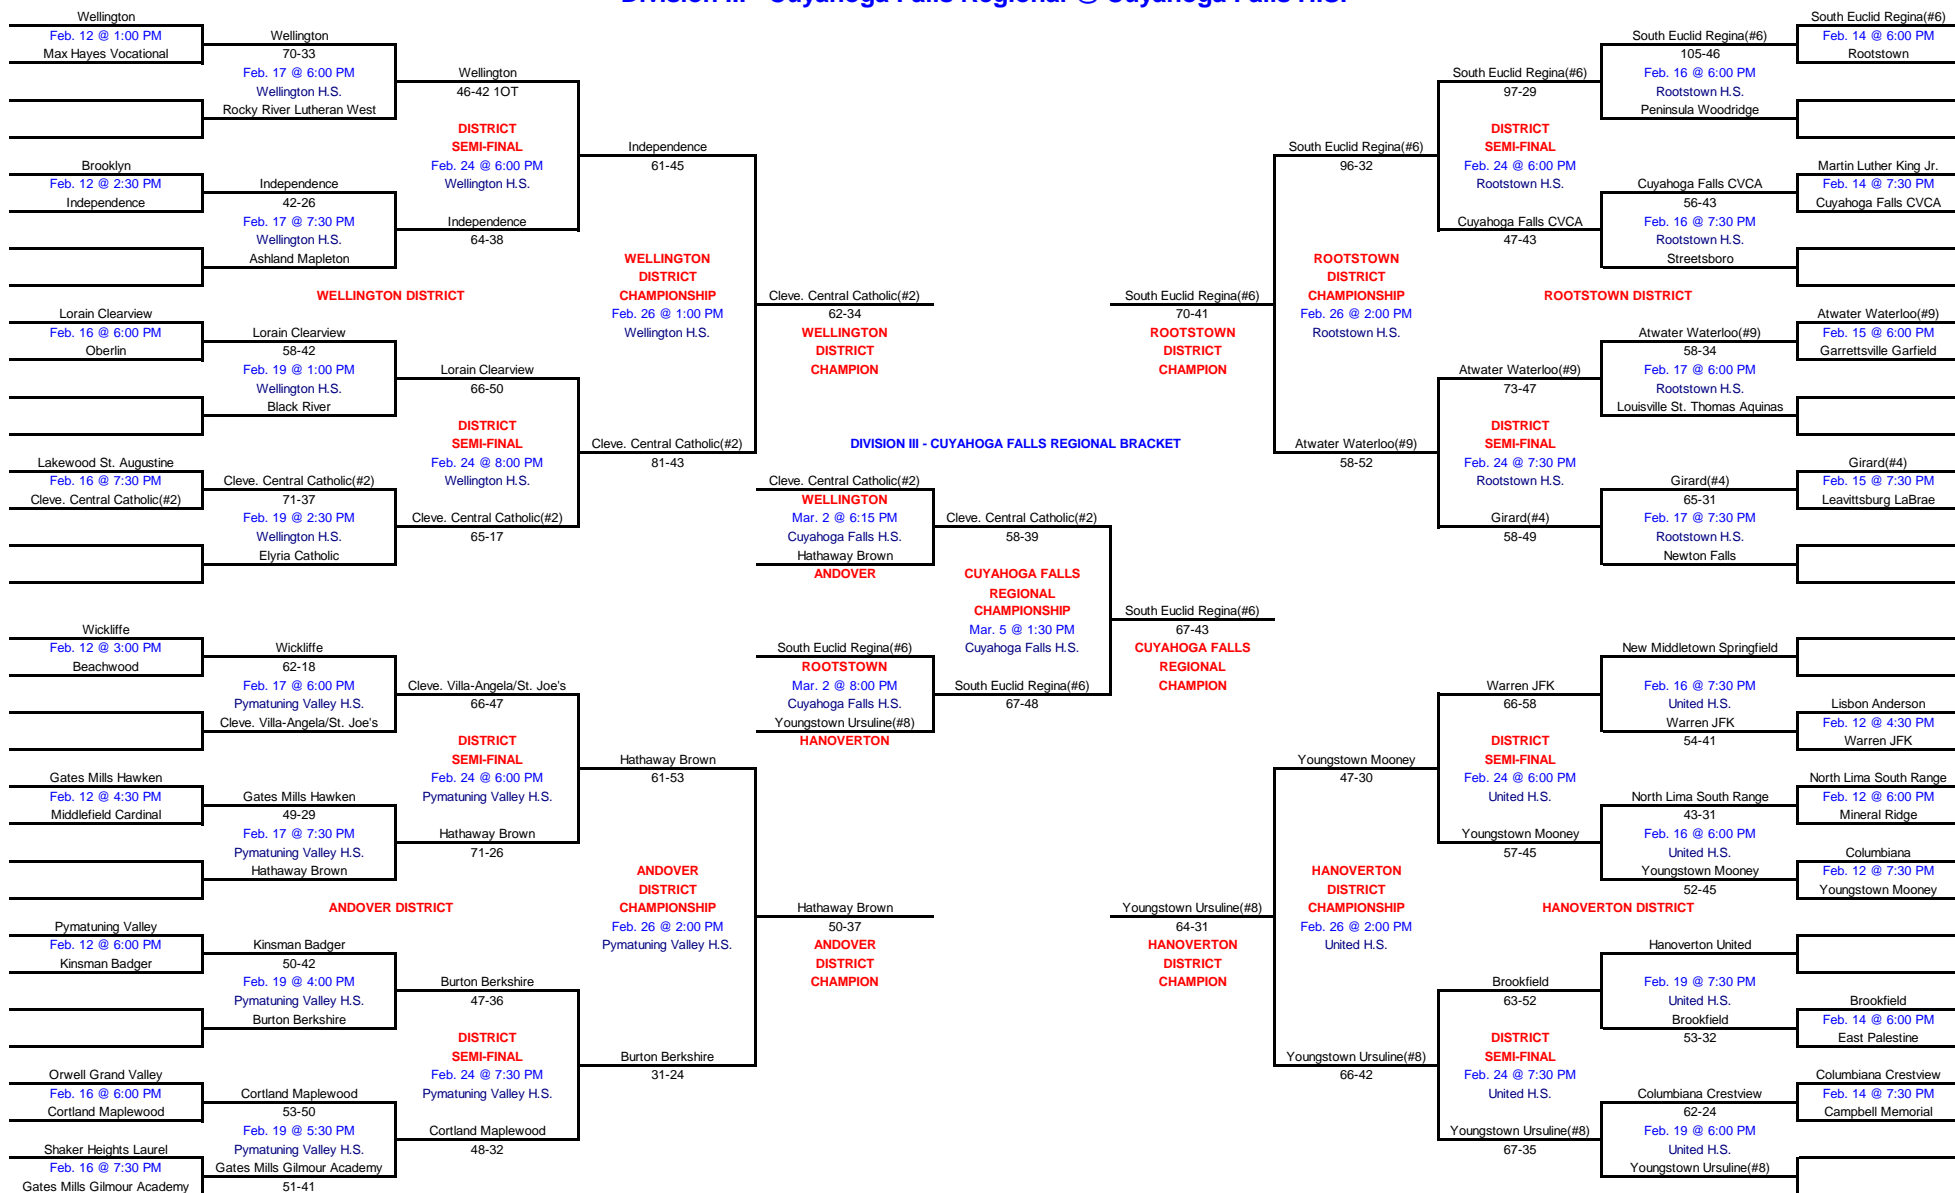 Division III - Cuyahoga Falls Regional @ Cuyahoga Falls H.S.
Wellington
Feb. 12 @ 1:00 PM
Max Hayes Vocational
Wellington
70-33
Feb. 17 @ 6:00 PM
Wellington H.S.
Rocky River Lutheran West
Wellington
46-42 1OT
DISTRICT
SEMI-FINAL
Feb. 24 @ 6:00 PM
Wellington H.S.
Brooklyn
Feb. 12 @ 2:30 PM
Independence
Independence
42-26
Feb. 17 @ 7:30 PM
Wellington H.S.
Ashland Mapleton
Independence
64-38
Independence
61-45
WELLINGTON
DISTRICT
CHAMPIONSHIP
Feb. 26 @ 1:00 PM
Wellington H.S.
WELLINGTON DISTRICT
Cleve. Central Catholic(#2)
62-34
WELLINGTON
DISTRICT
CHAMPION
Lorain Clearview
Feb. 16 @ 6:00 PM
Oberlin
Lorain Clearview
58-42
Feb. 19 @ 1:00 PM
Wellington H.S.
Black River
Lorain Clearview
66-50
DISTRICT
SEMI-FINAL
Feb. 24 @ 8:00 PM
Wellington H.S.
Lakewood St. Augustine
Feb. 16 @ 7:30 PM
Cleve. Central Catholic(#2)
Cleve. Central Catholic(#2)
71-37
Feb. 19 @ 2:30 PM
Wellington H.S.
Elyria Catholic
Cleve. Central Catholic(#2)
65-17
Cleve. Central Catholic(#2)
81-43
Wickliffe
Feb. 12 @ 3:00 PM
Beachwood
Wickliffe
62-18
Feb. 17 @ 6:00 PM
Pymatuning Valley H.S.
Cleve. Villa-Angela/St. Joe's
Cleve. Villa-Angela/St. Joe's
66-47
DISTRICT
SEMI-FINAL
Feb. 24 @ 6:00 PM
Pymatuning Valley H.S.
Gates Mills Hawken
Feb. 12 @ 4:30 PM
Middlefield Cardinal
Gates Mills Hawken
49-29
Feb. 17 @ 7:30 PM
Pymatuning Valley H.S.
Hathaway Brown
Hathaway Brown
71-26
Hathaway Brown
61-53
ANDOVER
DISTRICT
CHAMPIONSHIP
Feb. 26 @ 2:00 PM
Pymatuning Valley H.S.
ANDOVER DISTRICT
Hathaway Brown
50-37
ANDOVER
DISTRICT
CHAMPION
Pymatuning Valley
Feb. 12 @ 6:00 PM
Kinsman Badger
Kinsman Badger
50-42
Feb. 19 @ 4:00 PM
Pymatuning Valley H.S.
Burton Berkshire
Burton Berkshire
47-36
DISTRICT
SEMI-FINAL
Feb. 24 @ 7:30 PM
Pymatuning Valley H.S.
Orwell Grand Valley
Feb. 16 @ 6:00 PM
Cortland Maplewood
Cortland Maplewood
53-50
Feb. 19 @ 5:30 PM
Pymatuning Valley H.S.
Gates Mills Gilmour Academy
51-41
Shaker Heights Laurel
Feb. 16 @ 7:30 PM
Gates Mills Gilmour Academy
Cortland Maplewood
48-32
Burton Berkshire
31-24
DIVISION III - CUYAHOGA FALLS REGIONAL BRACKET
Cleve. Central Catholic(#2)
WELLINGTON
Mar. 2 @ 6:15 PM
Cuyahoga Falls H.S.
Hathaway Brown
ANDOVER
Cleve. Central Catholic(#2)
58-39
CUYAHOGA FALLS
REGIONAL
CHAMPIONSHIP
Mar. 5 @ 1:30 PM
Cuyahoga Falls H.S.
South Euclid Regina(#6)
ROOTSTOWN
Mar. 2 @ 8:00 PM
Cuyahoga Falls H.S.
Youngstown Ursuline(#8)
HANOVERTON
South Euclid Regina(#6)
67-48
South Euclid Regina(#6)
67-43
CUYAHOGA FALLS
REGIONAL
CHAMPION
South Euclid Regina(#6)
Feb. 14 @ 6:00 PM
Rootstown
South Euclid Regina(#6)
105-46
Feb. 16 @ 6:00 PM
Rootstown H.S.
Peninsula Woodridge
South Euclid Regina(#6)
97-29
DISTRICT
SEMI-FINAL
Feb. 24 @ 6:00 PM
Rootstown H.S.
Martin Luther King Jr.
Feb. 14 @ 7:30 PM
Cuyahoga Falls CVCA
Cuyahoga Falls CVCA
56-43
Feb. 16 @ 7:30 PM
Rootstown H.S.
Streetsboro
Cuyahoga Falls CVCA
47-43
South Euclid Regina(#6)
96-32
ROOTSTOWN
DISTRICT
CHAMPIONSHIP
Feb. 26 @ 2:00 PM
Rootstown H.S.
ROOTSTOWN DISTRICT
South Euclid Regina(#6)
70-41
ROOTSTOWN
DISTRICT
CHAMPION
Atwater Waterloo(#9)
Feb. 15 @ 6:00 PM
Garrettsville Garfield
Atwater Waterloo(#9)
58-34
Feb. 17 @ 6:00 PM
Rootstown H.S.
Louisville St. Thomas Aquinas
Atwater Waterloo(#9)
73-47
DISTRICT
SEMI-FINAL
Feb. 24 @ 7:30 PM
Rootstown H.S.
Girard(#4)
Feb. 15 @ 7:30 PM
Leavittsburg LaBrae
Girard(#4)
65-31
Feb. 17 @ 7:30 PM
Rootstown H.S.
Newton Falls
Girard(#4)
58-49
Atwater Waterloo(#9)
58-52
New Middletown Springfield
Feb. 16 @ 7:30 PM
United H.S.
Warren JFK
54-41
Lisbon Anderson
Feb. 12 @ 4:30 PM
Warren JFK
Warren JFK
66-58
DISTRICT
SEMI-FINAL
Feb. 24 @ 6:00 PM
United H.S.
North Lima South Range
Feb. 12 @ 6:00 PM
Mineral Ridge
North Lima South Range
43-31
Feb. 16 @ 6:00 PM
United H.S.
Youngstown Mooney
52-45
Columbiana
Feb. 12 @ 7:30 PM
Youngstown Mooney
Youngstown Mooney
57-45
Youngstown Mooney
47-30
HANOVERTON
DISTRICT
CHAMPIONSHIP
Feb. 26 @ 2:00 PM
United H.S.
HANOVERTON DISTRICT
Youngstown Ursuline(#8)
64-31
HANOVERTON
DISTRICT
CHAMPION
Hanoverton United
Feb. 19 @ 7:30 PM
United H.S.
Brookfield
53-32
Brookfield
Feb. 14 @ 6:00 PM
East Palestine
Brookfield
63-52
DISTRICT
SEMI-FINAL
Feb. 24 @ 7:30 PM
United H.S.
Columbiana Crestview
Feb. 14 @ 7:30 PM
Campbell Memorial
Columbiana Crestview
62-24
Feb. 19 @ 6:00 PM
United H.S.
Youngstown Ursuline(#8)
Youngstown Ursuline(#8)
67-35
Youngstown Ursuline(#8)
66-42